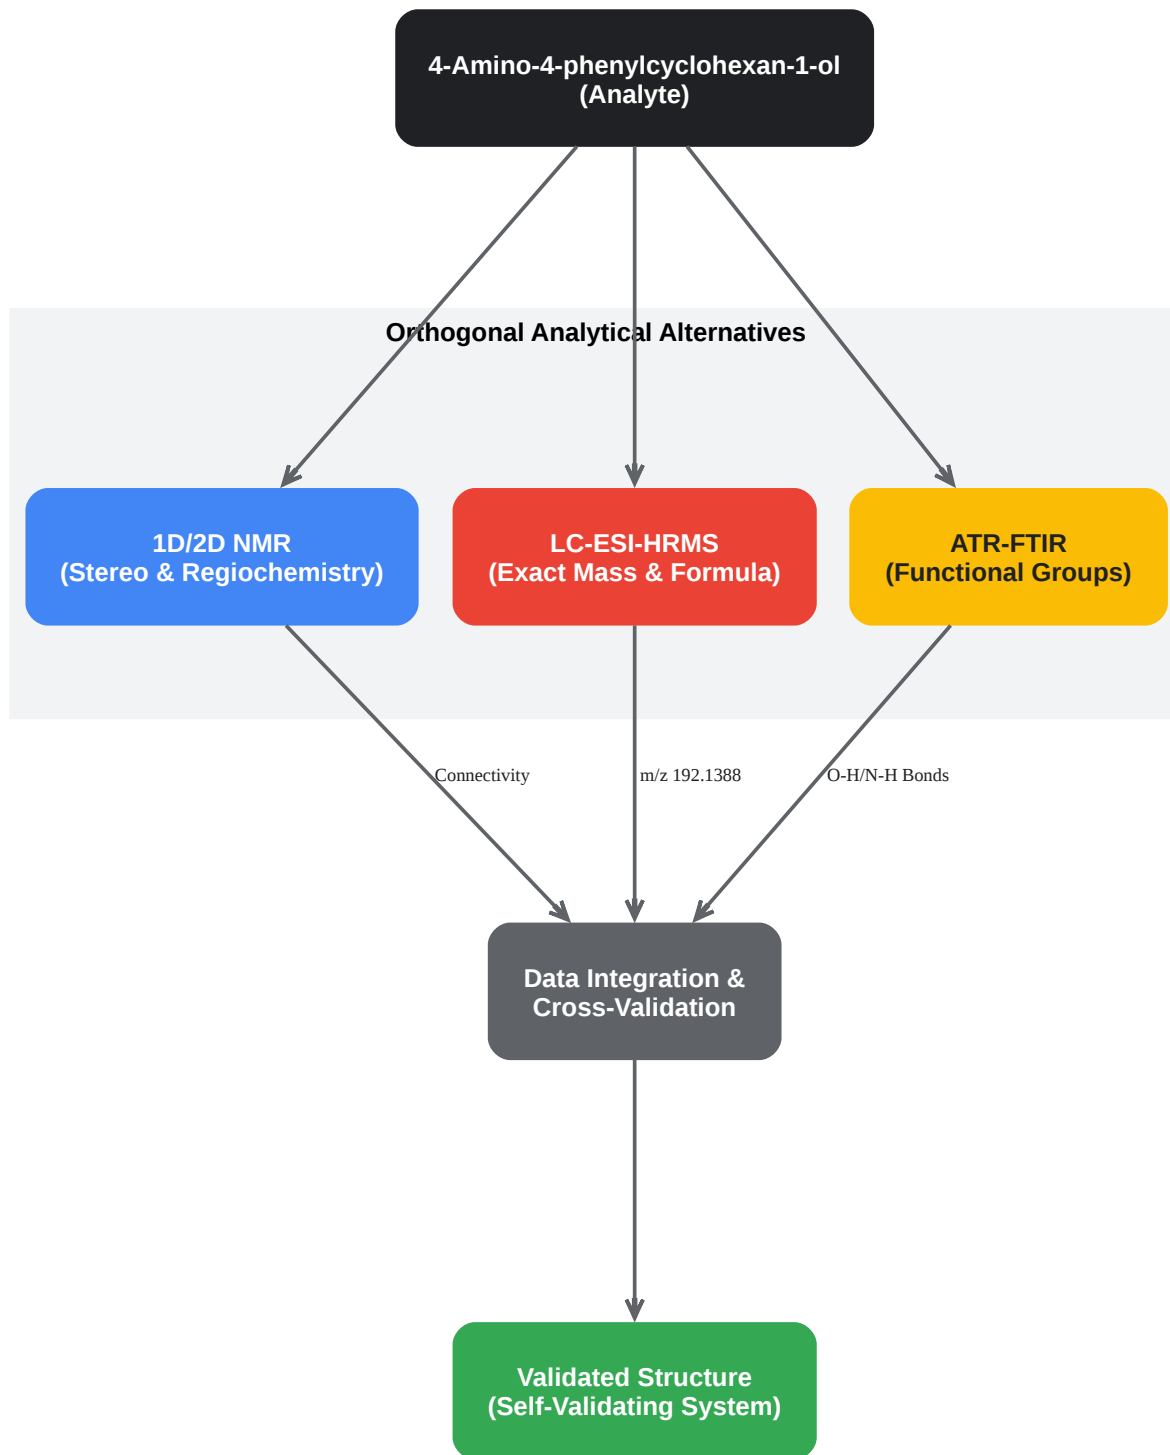 4-Amino-4-phenylcyclohexan-1-ol
(Analyte)
Orthogonal Analytical Alternatives
1D/2D NMR
(Stereo & Regiochemistry)
LC-ESI-HRMS
(Exact Mass & Formula)
ATR-FTIR
(Functional Groups)
Connectivity
m/z 192.1388
O-H/N-H Bonds
Data Integration &
Cross-Validation
Validated Structure
(Self-Validating System)